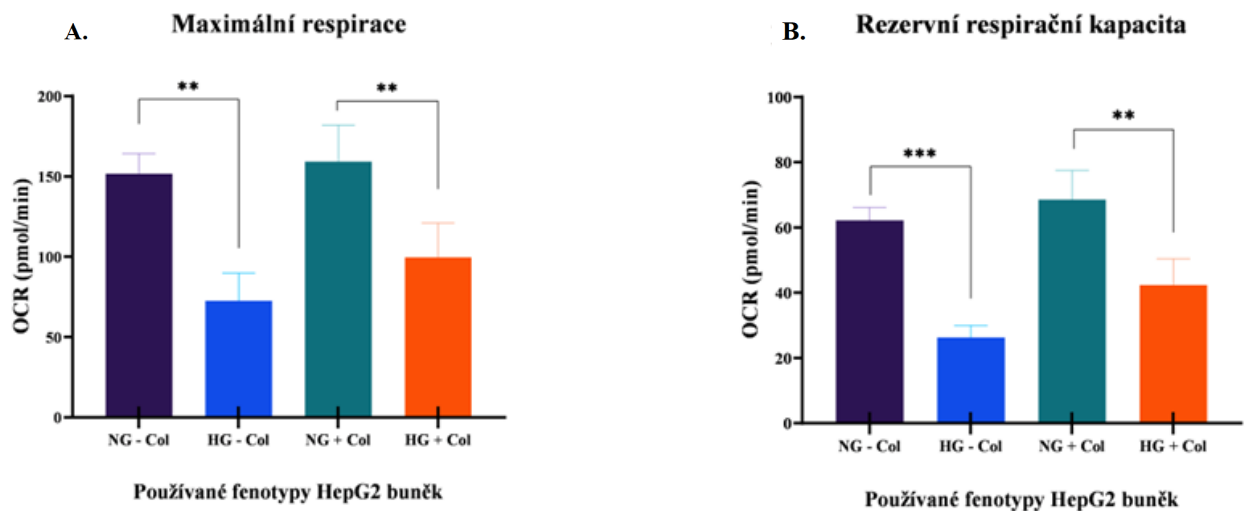 A.
Maximální respirace
OCR (pmol/min)
200
150
100
50
0
**
**
NG - Col
HG - Col
NG + Col
HG + Col
Používané fenotypy HepG2 buněk
B.
Rezervní respirační kapacita
OCR (pmol/min)
100
80
60
40
20
0
***
**
NG - Col
HG - Col
NG + Col
HG + Col
Používané fenotypy HepG2 buněk